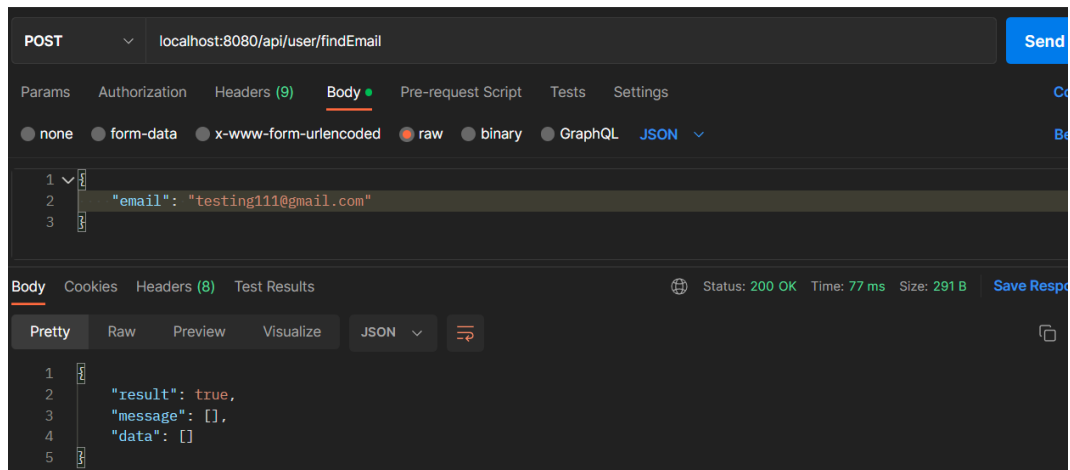 POST localhost:8080/api/user/findEmail Send
Params Authorization Headers (9) Body Pre-request Script Tests Settings Co
none form-data x-www-form-urlencoded raw binary GraphQL JSON Be
1 {
2 "email": "testing111@gmail.com"
3 }
Body Cookies Headers (8) Test Results Status: 200 OK Time: 77 ms Size: 291 B Save Respo
Pretty Raw Preview Visualize JSON
1 {
2 "result": true,
3 "message": [],
4 "data": []
5 }